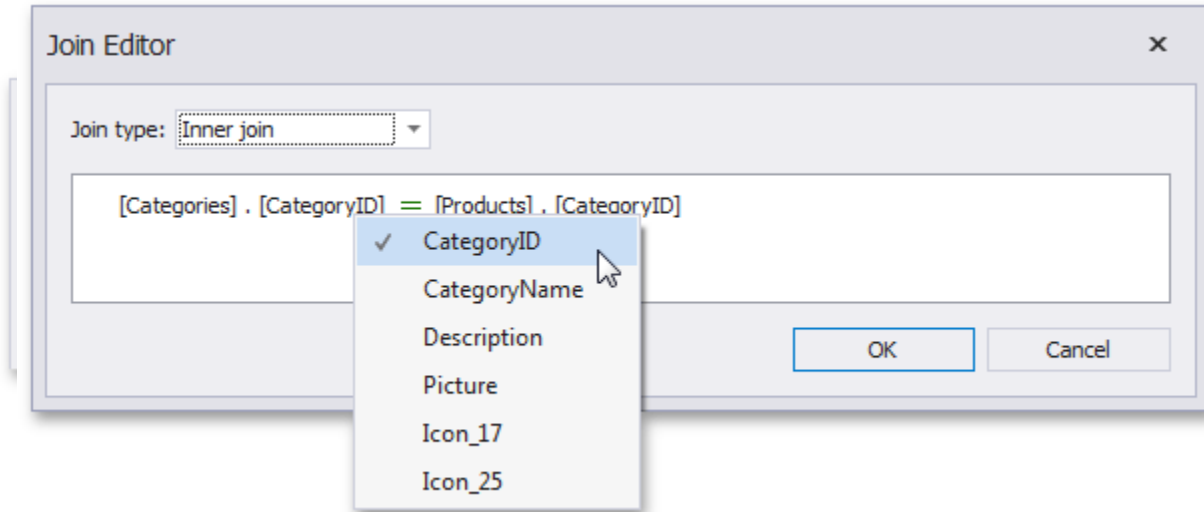 Join Editor
Join type: Inner join
[Categories] . [CategoryID] = [Products] . [CategoryID]
CategoryID
CategoryName
Description
OK
Cancel
Picture
Icon_17
Icon_25